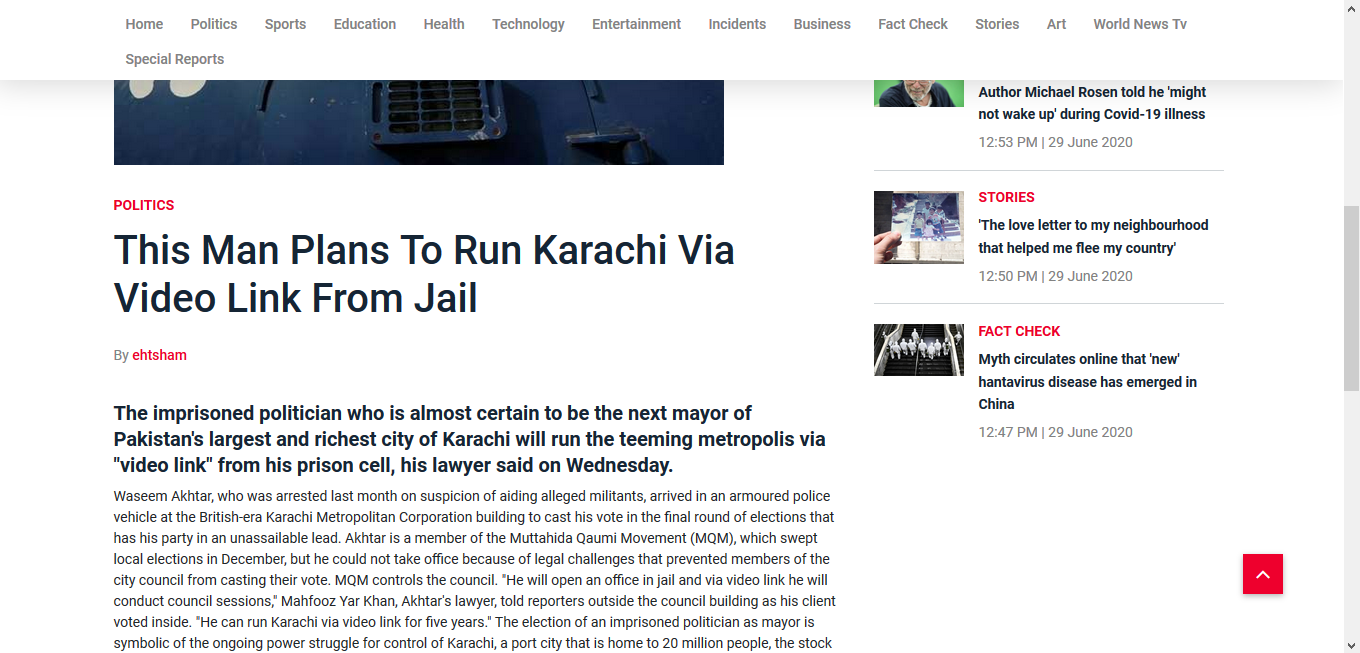 Home Politics Sports Education Health Technology Entertainment Incidents Business Fact Check Stories Art World News Tv
Special Reports
POLITICS
This Man Plans To Run Karachi Via
Video Link From Jail
By ehtsham
The imprisoned politician who is almost certain to be the next mayor of
Pakistan's largest and richest city of Karachi will run the teeming metropolis via
"video link" from his prison cell, his lawyer said on Wednesday.
Waseem Akhtar, who was arrested last month on suspicion of aiding alleged militants, arrived in an armoured police
vehicle at the British-era Karachi Metropolitan Corporation building to cast his vote in the final round of elections that
has his party in an unassailable lead. Akhtar is a member of the Muttahida Qaumi Movement (MQM), which swept
local elections in December, but he could not take office because of legal challenges that prevented members of the
city council from casting their vote. MQM controls the council. "He will open an office in jail and via video link he will
conduct council sessions," Mahfooz Yar Khan, Akhtar's lawyer, told reporters outside the council building as his client
voted inside. "He can run Karachi via video link for five years." The election of an imprisoned politician as mayor is
symbolic of the ongoing power struggle for control of Karachi, a port city that is home to 20 million people, the stock
Author Michael Rosen told he 'might
not wake up' during Covid-19 illness
12:53 PM | 29 June 2020
STORIES
'The love letter to my neighbourhood
that helped me flee my country'
12:50 PM | 29 June 2020
FACT CHECK
Myth circulates online that 'new'
hantavirus disease has emerged in
China
12:47 PM | 29 June 2020